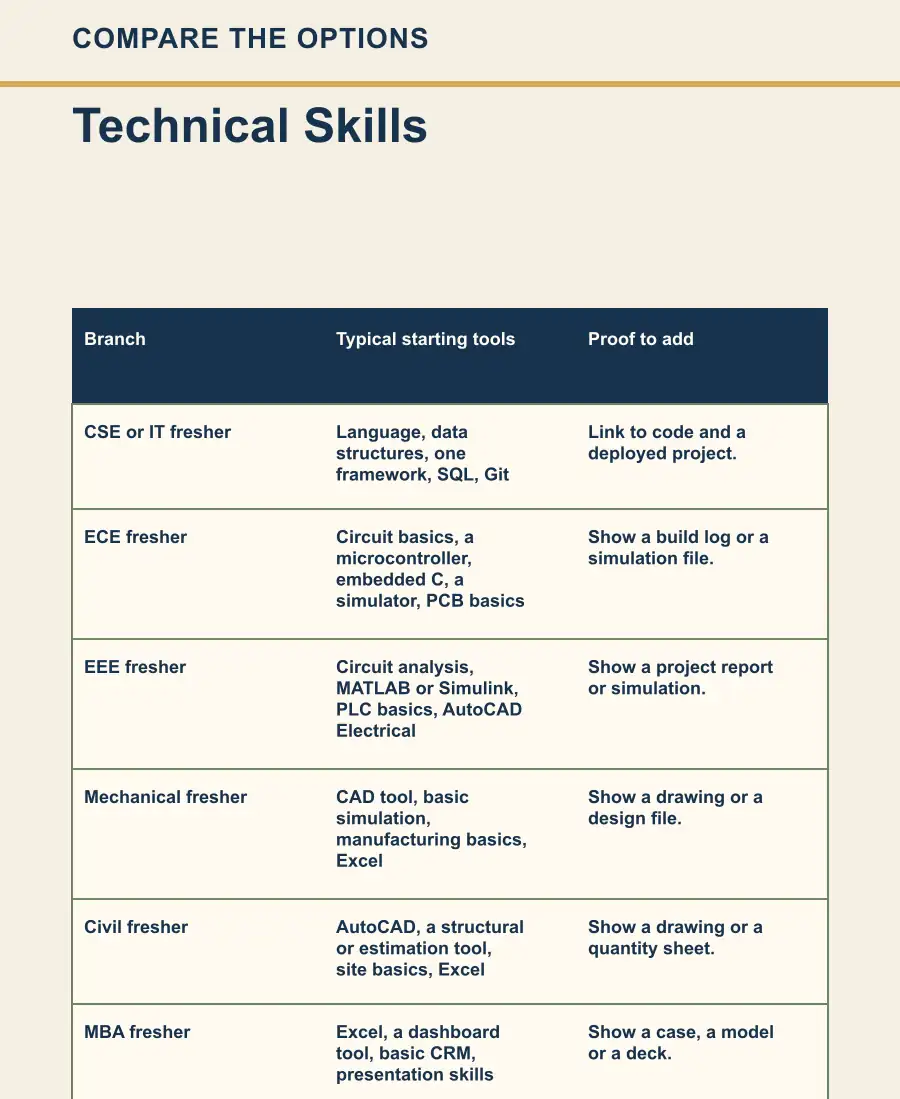 COMPARE THE OPTIONS
Technical Skills
Branch
Typical starting tools
Proof to add
CSE or IT fresher
Language, data
structures, one
framework, SQL, Git
Link to code and a
deployed project.
ECE fresher
Circuit basics, a
microcontroller,
embedded C, a
simulator, PCB basics
Show a build log or a
simulation file.
EEE fresher
Circuit analysis,
MATLAB or Simulink,
PLC basics, AutoCAD
Electrical
Show a project report
or simulation.
Mechanical fresher
CAD tool, basic
simulation,
manufacturing basics,
Excel
Show a drawing or a
design file.
Civil fresher
AutoCAD, a structural
or estimation tool,
site basics, Excel
Show a drawing or a
quantity sheet.
MBA fresher
Excel, a dashboard
tool, basic CRM,
presentation skills
Show a case, a model
or a deck.